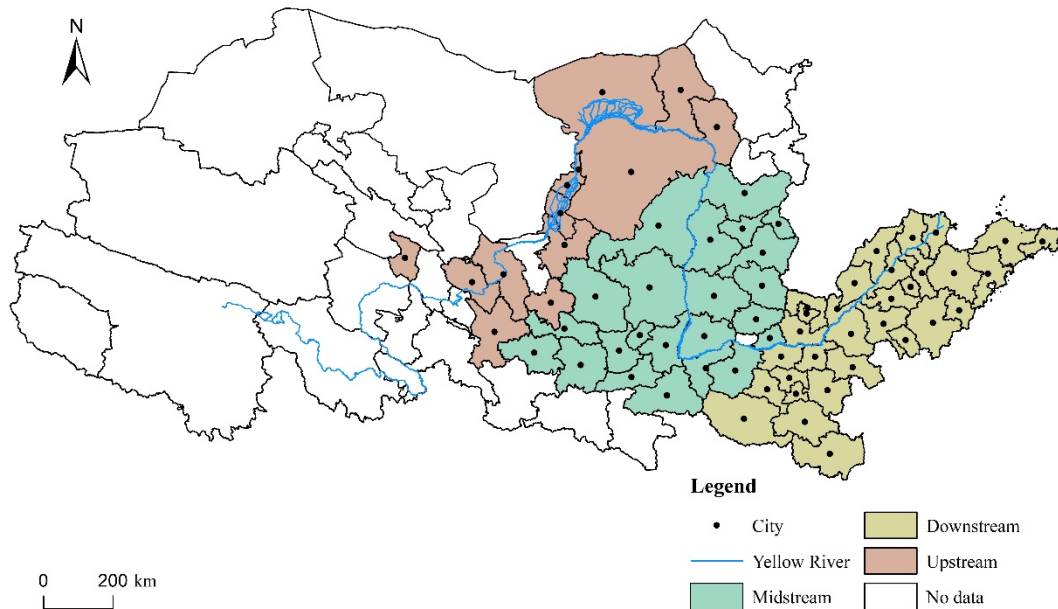 N
Legend
City
Downstream
Yellow River
Upstream
Midstream
No data
0 200 km